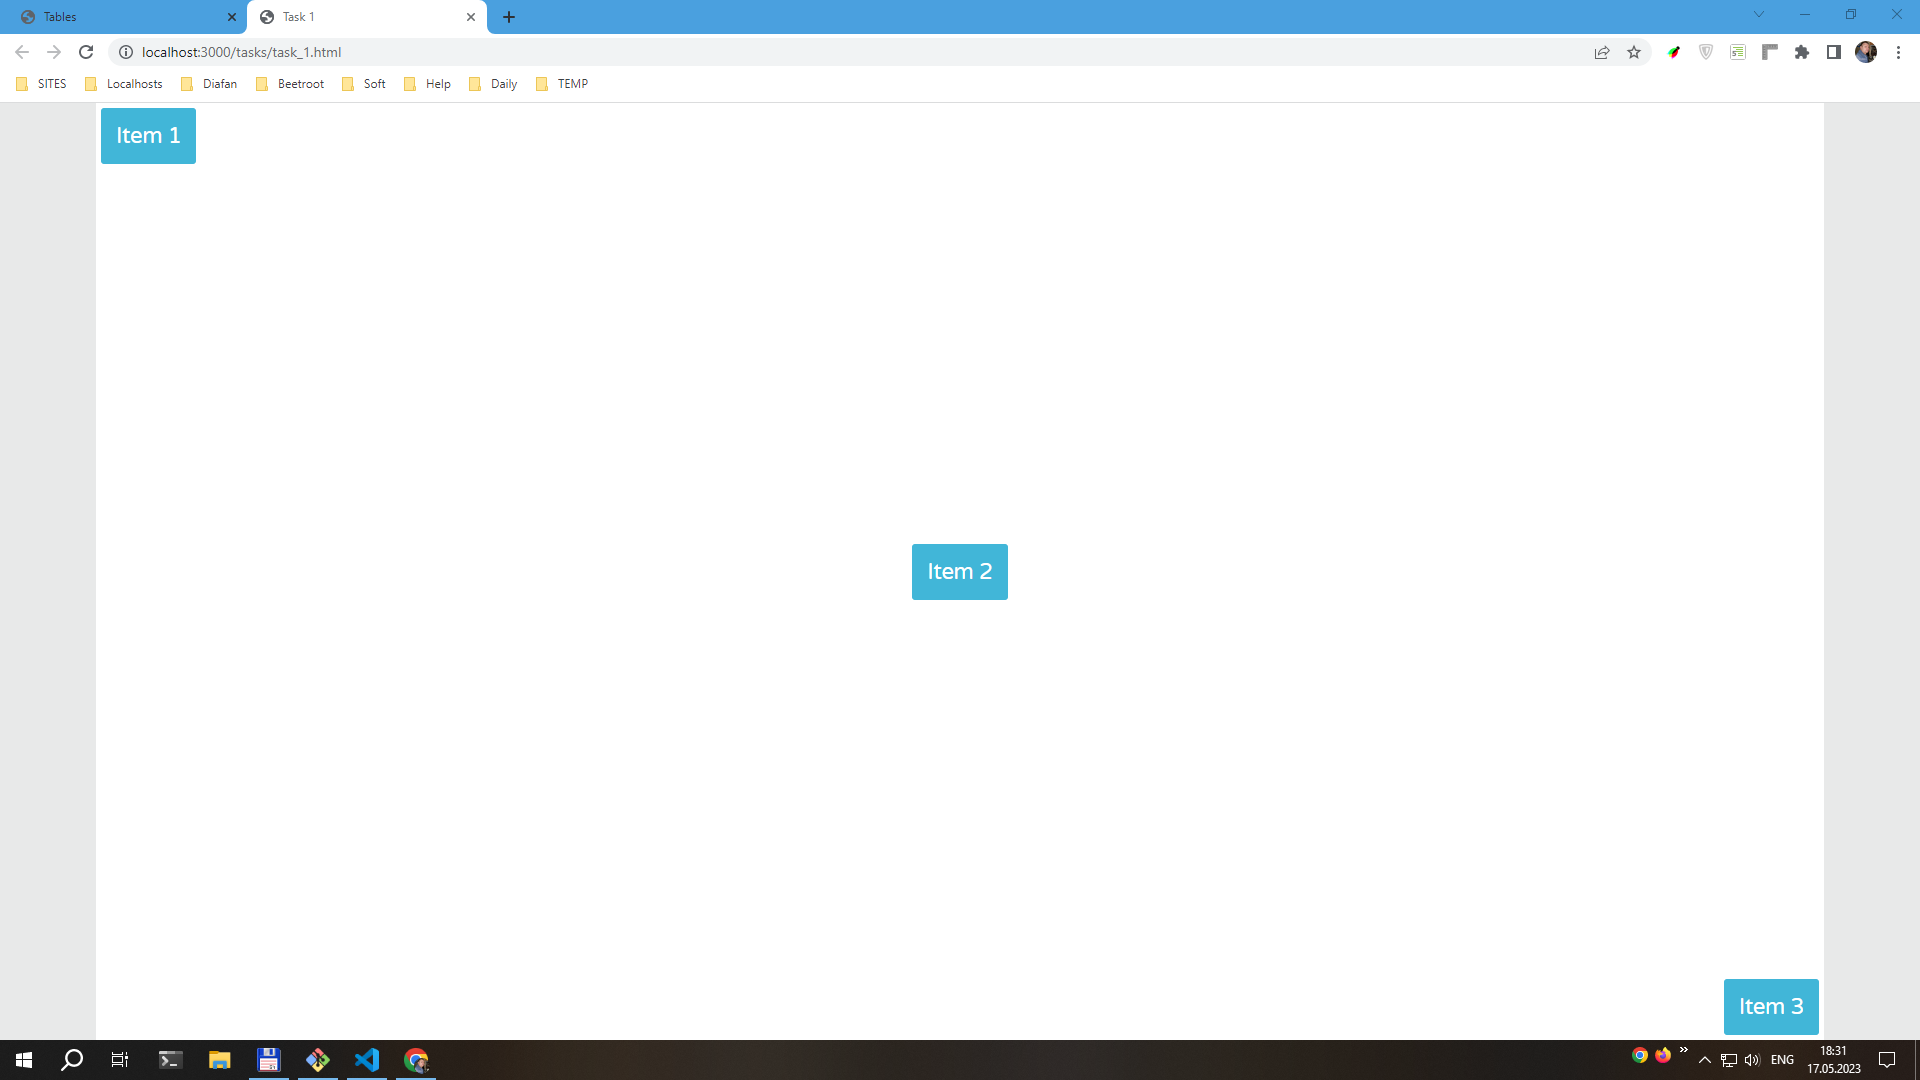 Tables
Task 1
localhost:3000/tasks/task_1.html
SITES Localhosts Diafan Beetroot Soft Help Daily TEMP
Item 1
Item 2
Item 3
ENG
18:31
17.05.2023